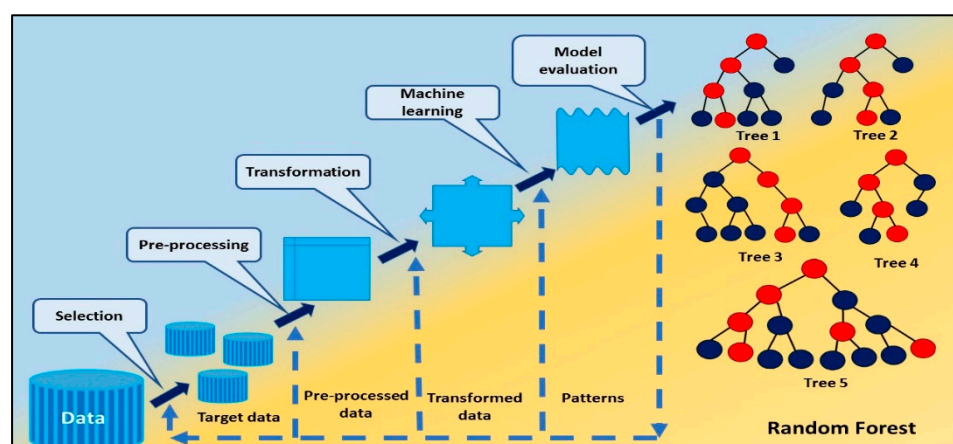 Model
evaluation
Machine
learning
Transformation
Pre-processing
Selection
Data
Target data
Pre-processed
data
Transformed
data
Patterns
Tree 1
Tree 2
Tree 3
Tree 4
Tree 5
Random Forest